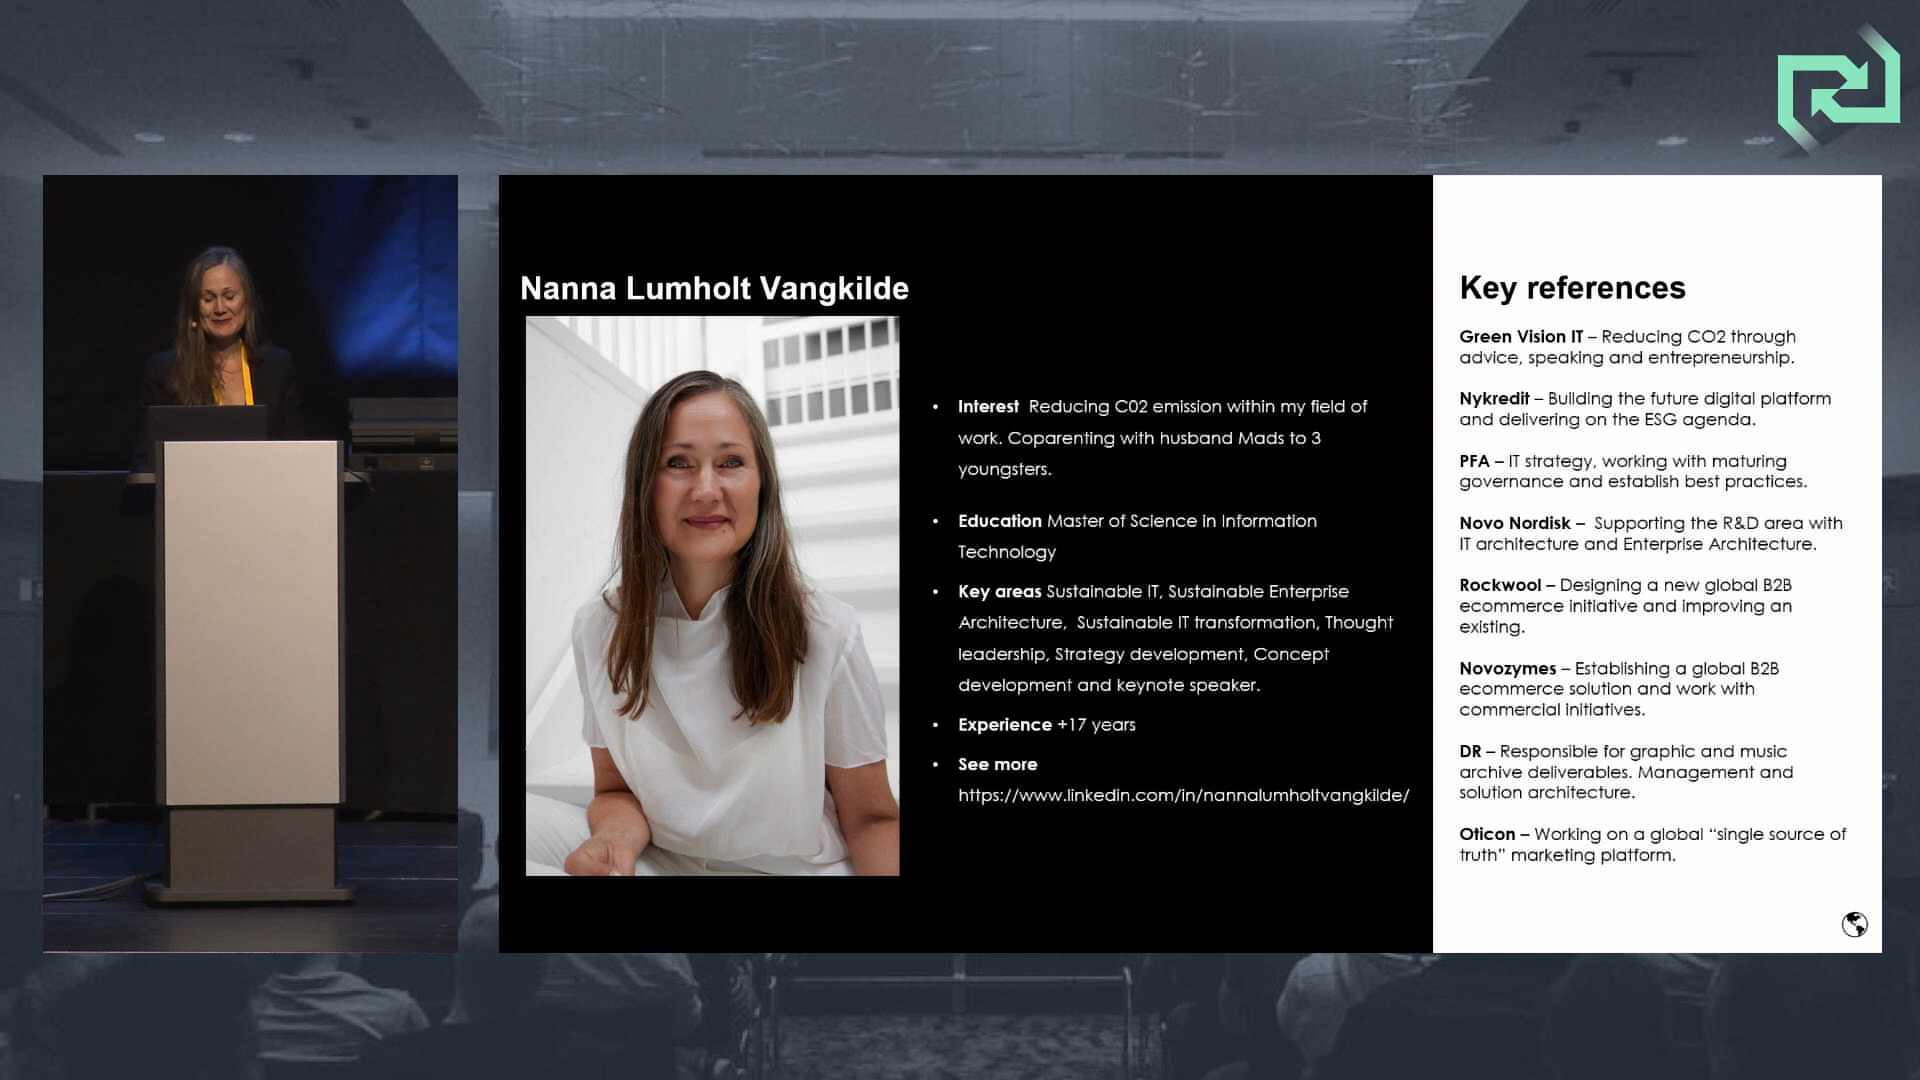 Nanna Lumholt Vangkilde
• Interest  Reducing C02 emission within my field of
work. Coparenting with husband Mads to 3
youngsters.
• Education Master of Science in Information
Technology
• Key areas Sustainable IT, Sustainable Enterprise
Architecture,  Sustainable IT transformation, Thought
leadership, Strategy development, Concept
development and keynote speaker.
• Experience +17 years
• See more
https://www.linkedin.com/in/nannalumholtvangkilde/
Key references
Green Vision IT – Reducing CO2 through
advice, speaking and entrepreneurship.
Nykredit – Building the future digital platform
and delivering on the ESG agenda.
PFA – IT strategy, working with maturing
governance and establish best practices.
Novo Nordisk –  Supporting the R&D area with
IT architecture and Enterprise Architecture.
Rockwool – Designing a new global B2B
ecommerce initiative and improving an
existing.
Novozymes – Establishing a global B2B
ecommerce solution and work with
commercial initiatives.
DR – Responsible for graphic and music
archive deliverables. Management and
solution architecture.
Oticon – Working on a global “single source of
truth” marketing platform.